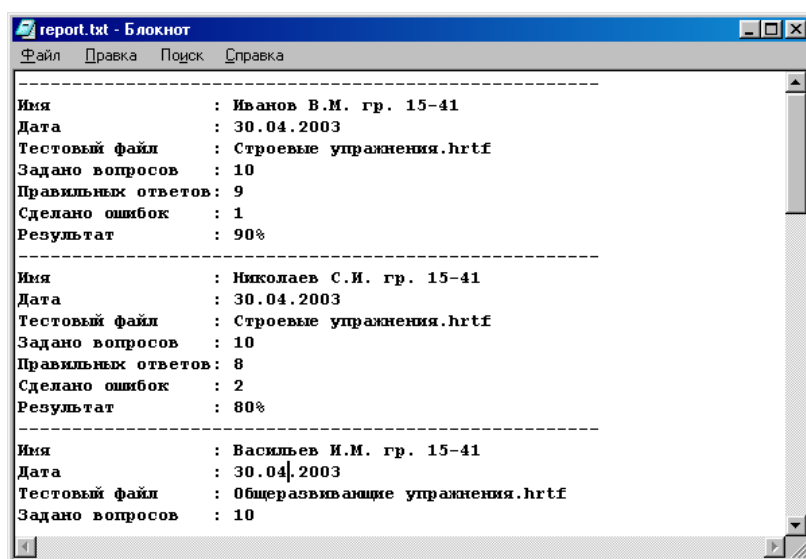 report.txt - Блокнот
Файл Правка Поиск Справка
------------------------------------------------------
Имя : Иванов В.М. гр. 15-41
Дата : 30.04.2003
Тестовый файл : Строевые упражнения.hrtf
Задано вопросов : 10
Правильных ответов: 9
Сделано ошибок : 1
Результат : 90%
------------------------------------------------------
Имя : Николаев С.И. гр. 15-41
Дата : 30.04.2003
Тестовый файл : Строевые упражнения.hrtf
Задано вопросов : 10
Правильных ответов: 8
Сделано ошибок : 2
Результат : 80%
------------------------------------------------------
Имя : Васильев И.М. гр. 15-41
Дата : 30.04.2003
Тестовый файл : Общеразвивающие упражнения.hrtf
Задано вопросов : 10